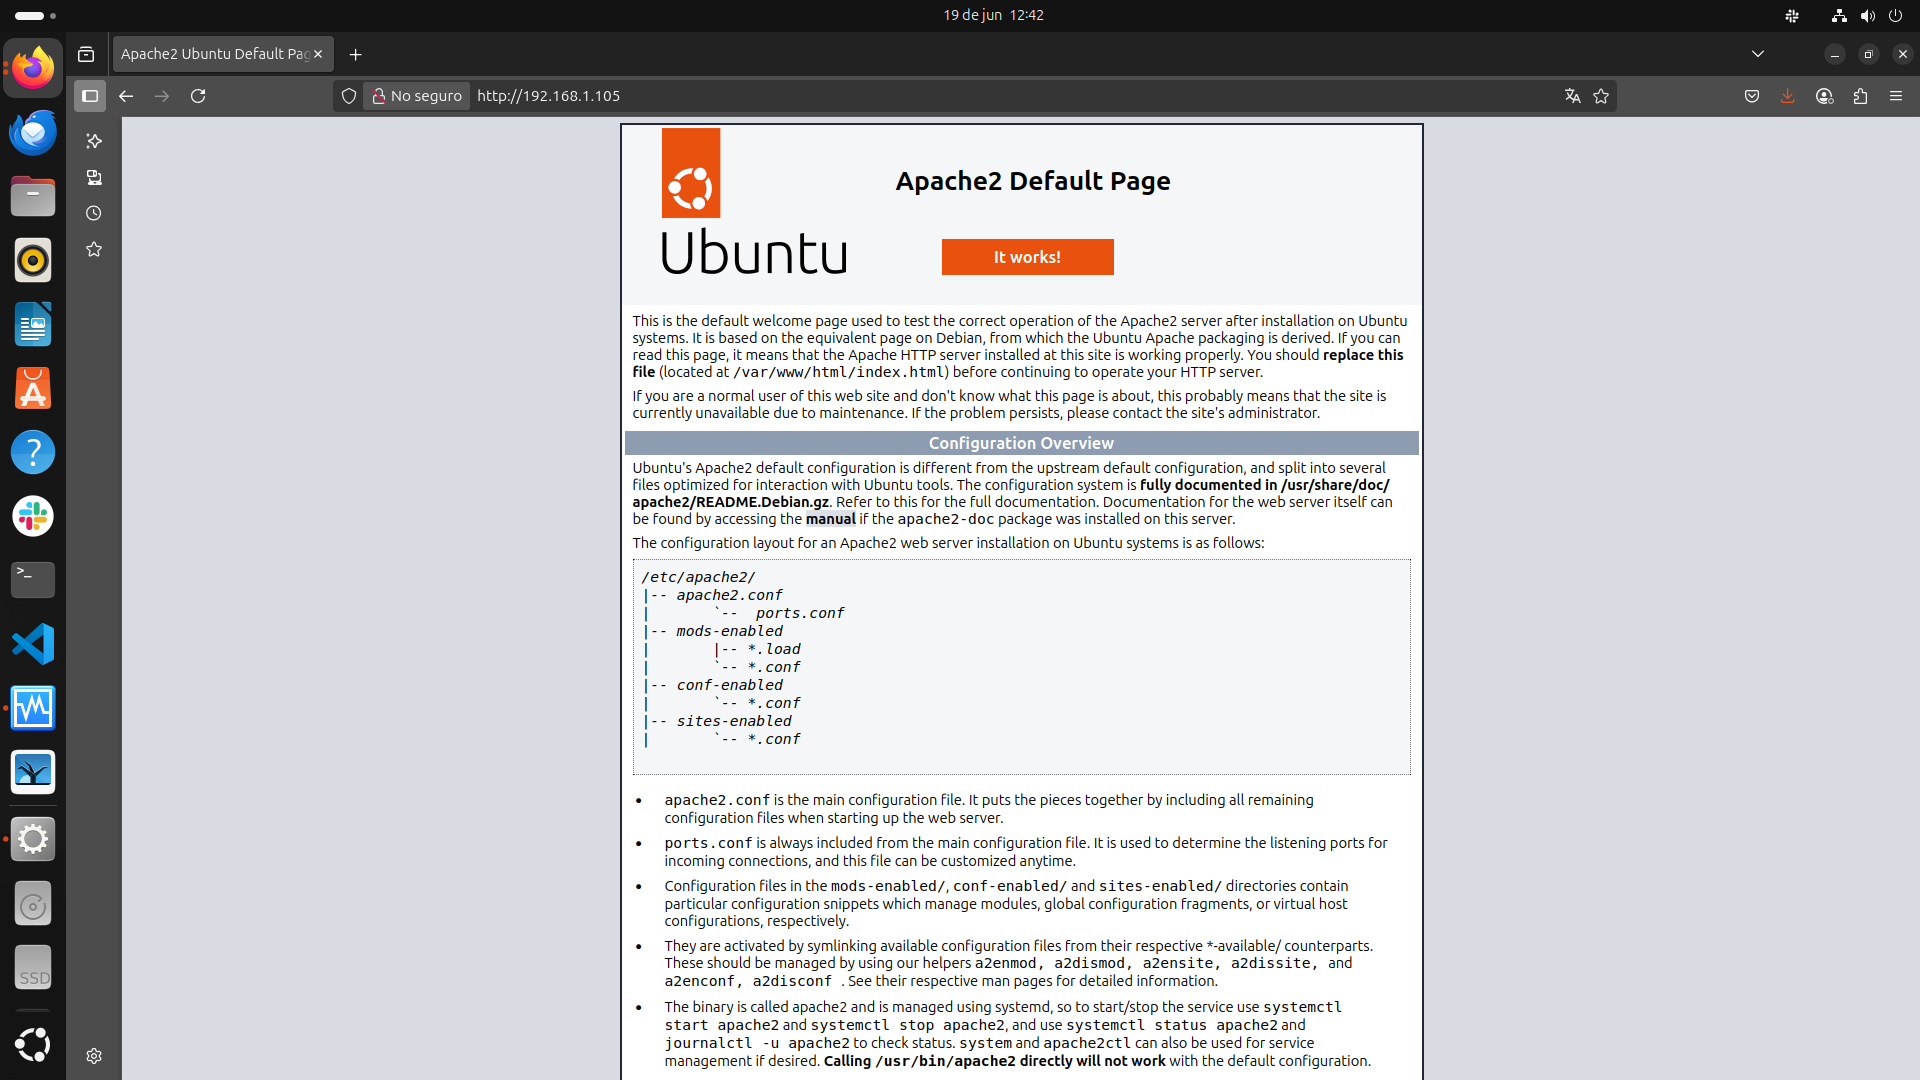 19 de jun 12:42
Apache2 Ubuntu Default Pag
No seguro http://192.168.1.105
Apache2 Default Page
Ubuntu
It works!
This is the default welcome page used to test the correct operation of the Apache2 server after installation on Ubuntu
systems. It is based on the equivalent page on Debian, from which the Ubuntu Apache packaging is derived. If you can
read this page, it means that the Apache HTTP server installed at this site is working properly. You should replace this
file (located at /var/www/html/index.html) before continuing to operate your HTTP server.
If you are a normal user of this web site and don't know what this page is about, this probably means that the site is
currently unavailable due to maintenance. If the problem persists, please contact the site's administrator.
Configuration Overview
Ubuntu's Apache2 default configuration is different from the upstream default configuration, and split into several
files optimized for interaction with Ubuntu tools. The configuration system is fully documented in /usr/share/doc/
apache2/README.Debian.gz. Refer to this for the full documentation. Documentation for the web server itself can
be found by accessing the manual if the apache2-doc package was installed on this server.
The configuration layout for an Apache2 web server installation on Ubuntu systems is as follows:
/etc/apache2/
|-- apache2.conf
|       `--  ports.conf
|-- mods-enabled
|       |-- *.load
|       `-- *.conf
|-- conf-enabled
|       `-- *.conf
|-- sites-enabled
|       `-- *.conf
• apache2.conf is the main configuration file. It puts the pieces together by including all remaining
configuration files when starting up the web server.
• ports.conf is always included from the main configuration file. It is used to determine the listening ports for
incoming connections, and this file can be customized anytime.
• Configuration files in the mods-enabled/, conf-enabled/ and sites-enabled/ directories contain
particular configuration snippets which manage modules, global configuration fragments, or virtual host
configurations, respectively.
• They are activated by symlinking available configuration files from their respective *-available/ counterparts.
These should be managed by using our helpers a2enmod, a2dismod, a2ensite, a2dissite, and
a2enconf, a2disconf . See their respective man pages for detailed information.
• The binary is called apache2 and is managed using systemd, so to start/stop the service use systemctl
start apache2 and systemctl stop apache2, and use systemctl status apache2 and
journalctl -u apache2 to check status. system and apache2ctl can also be used for service
management if desired. Calling /usr/bin/apache2 directly will not work with the default configuration.
SSD